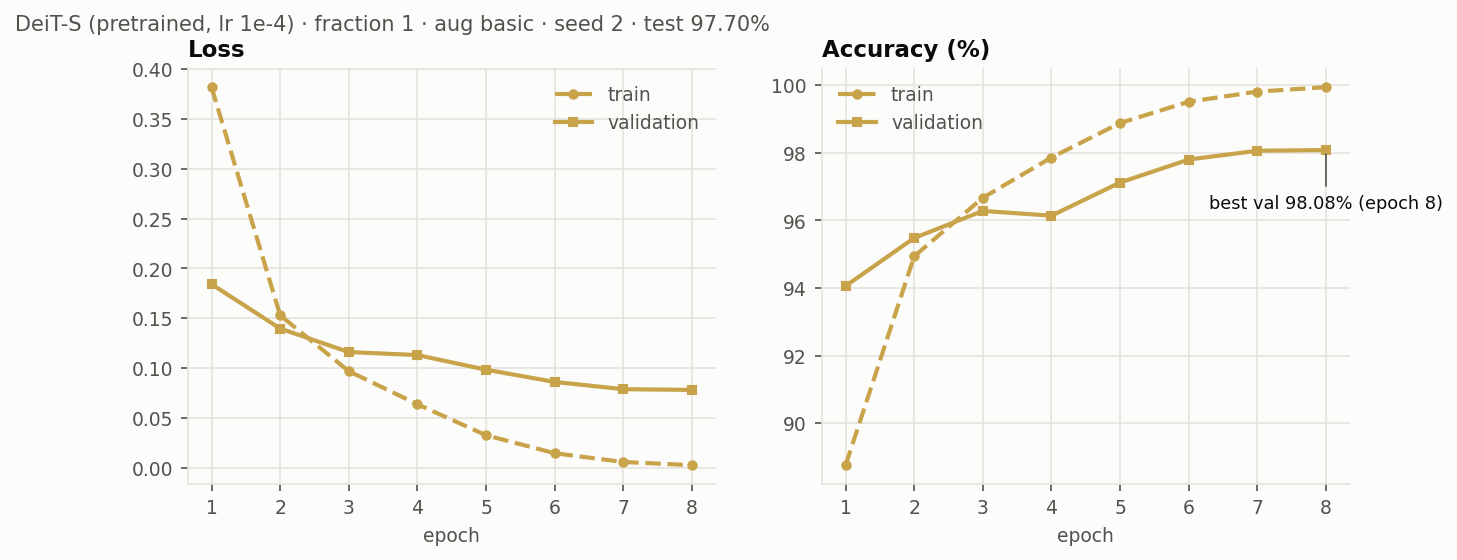 DeiT-S (pretrained, lr 1e-4) · fraction 1 · aug basic · seed 2 · test 97.70%
Loss
0.40
0.35
0.30
0.25
0.20
0.15
0.10
0.05
0.00
train
validation
1 2 3 4 5 6 7 8
epoch
Accuracy (%)
100
98
96
94
92
90
train
validation
best val 98.08% (epoch 8)
1 2 3 4 5 6 7 8
epoch